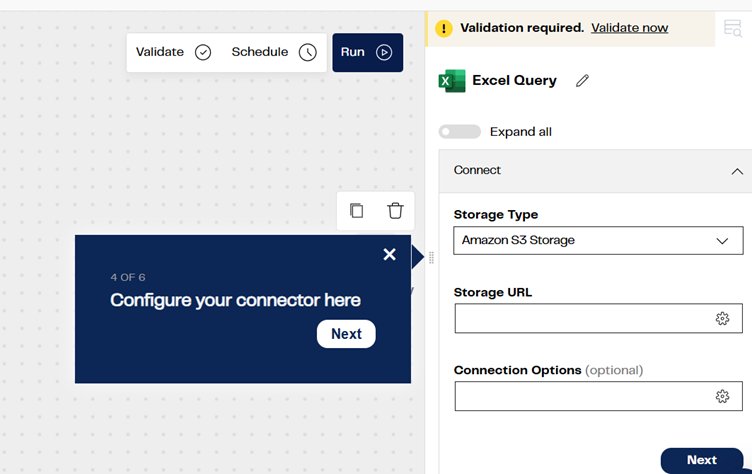 Validation required. Validate now
Validate
Schedule
Run
Excel Query
Expand all
Connect
Storage Type
Amazon S3 Storage
4 OF 6
Configure your connector here
Next
Storage URL
Connection Options (optional)
Next